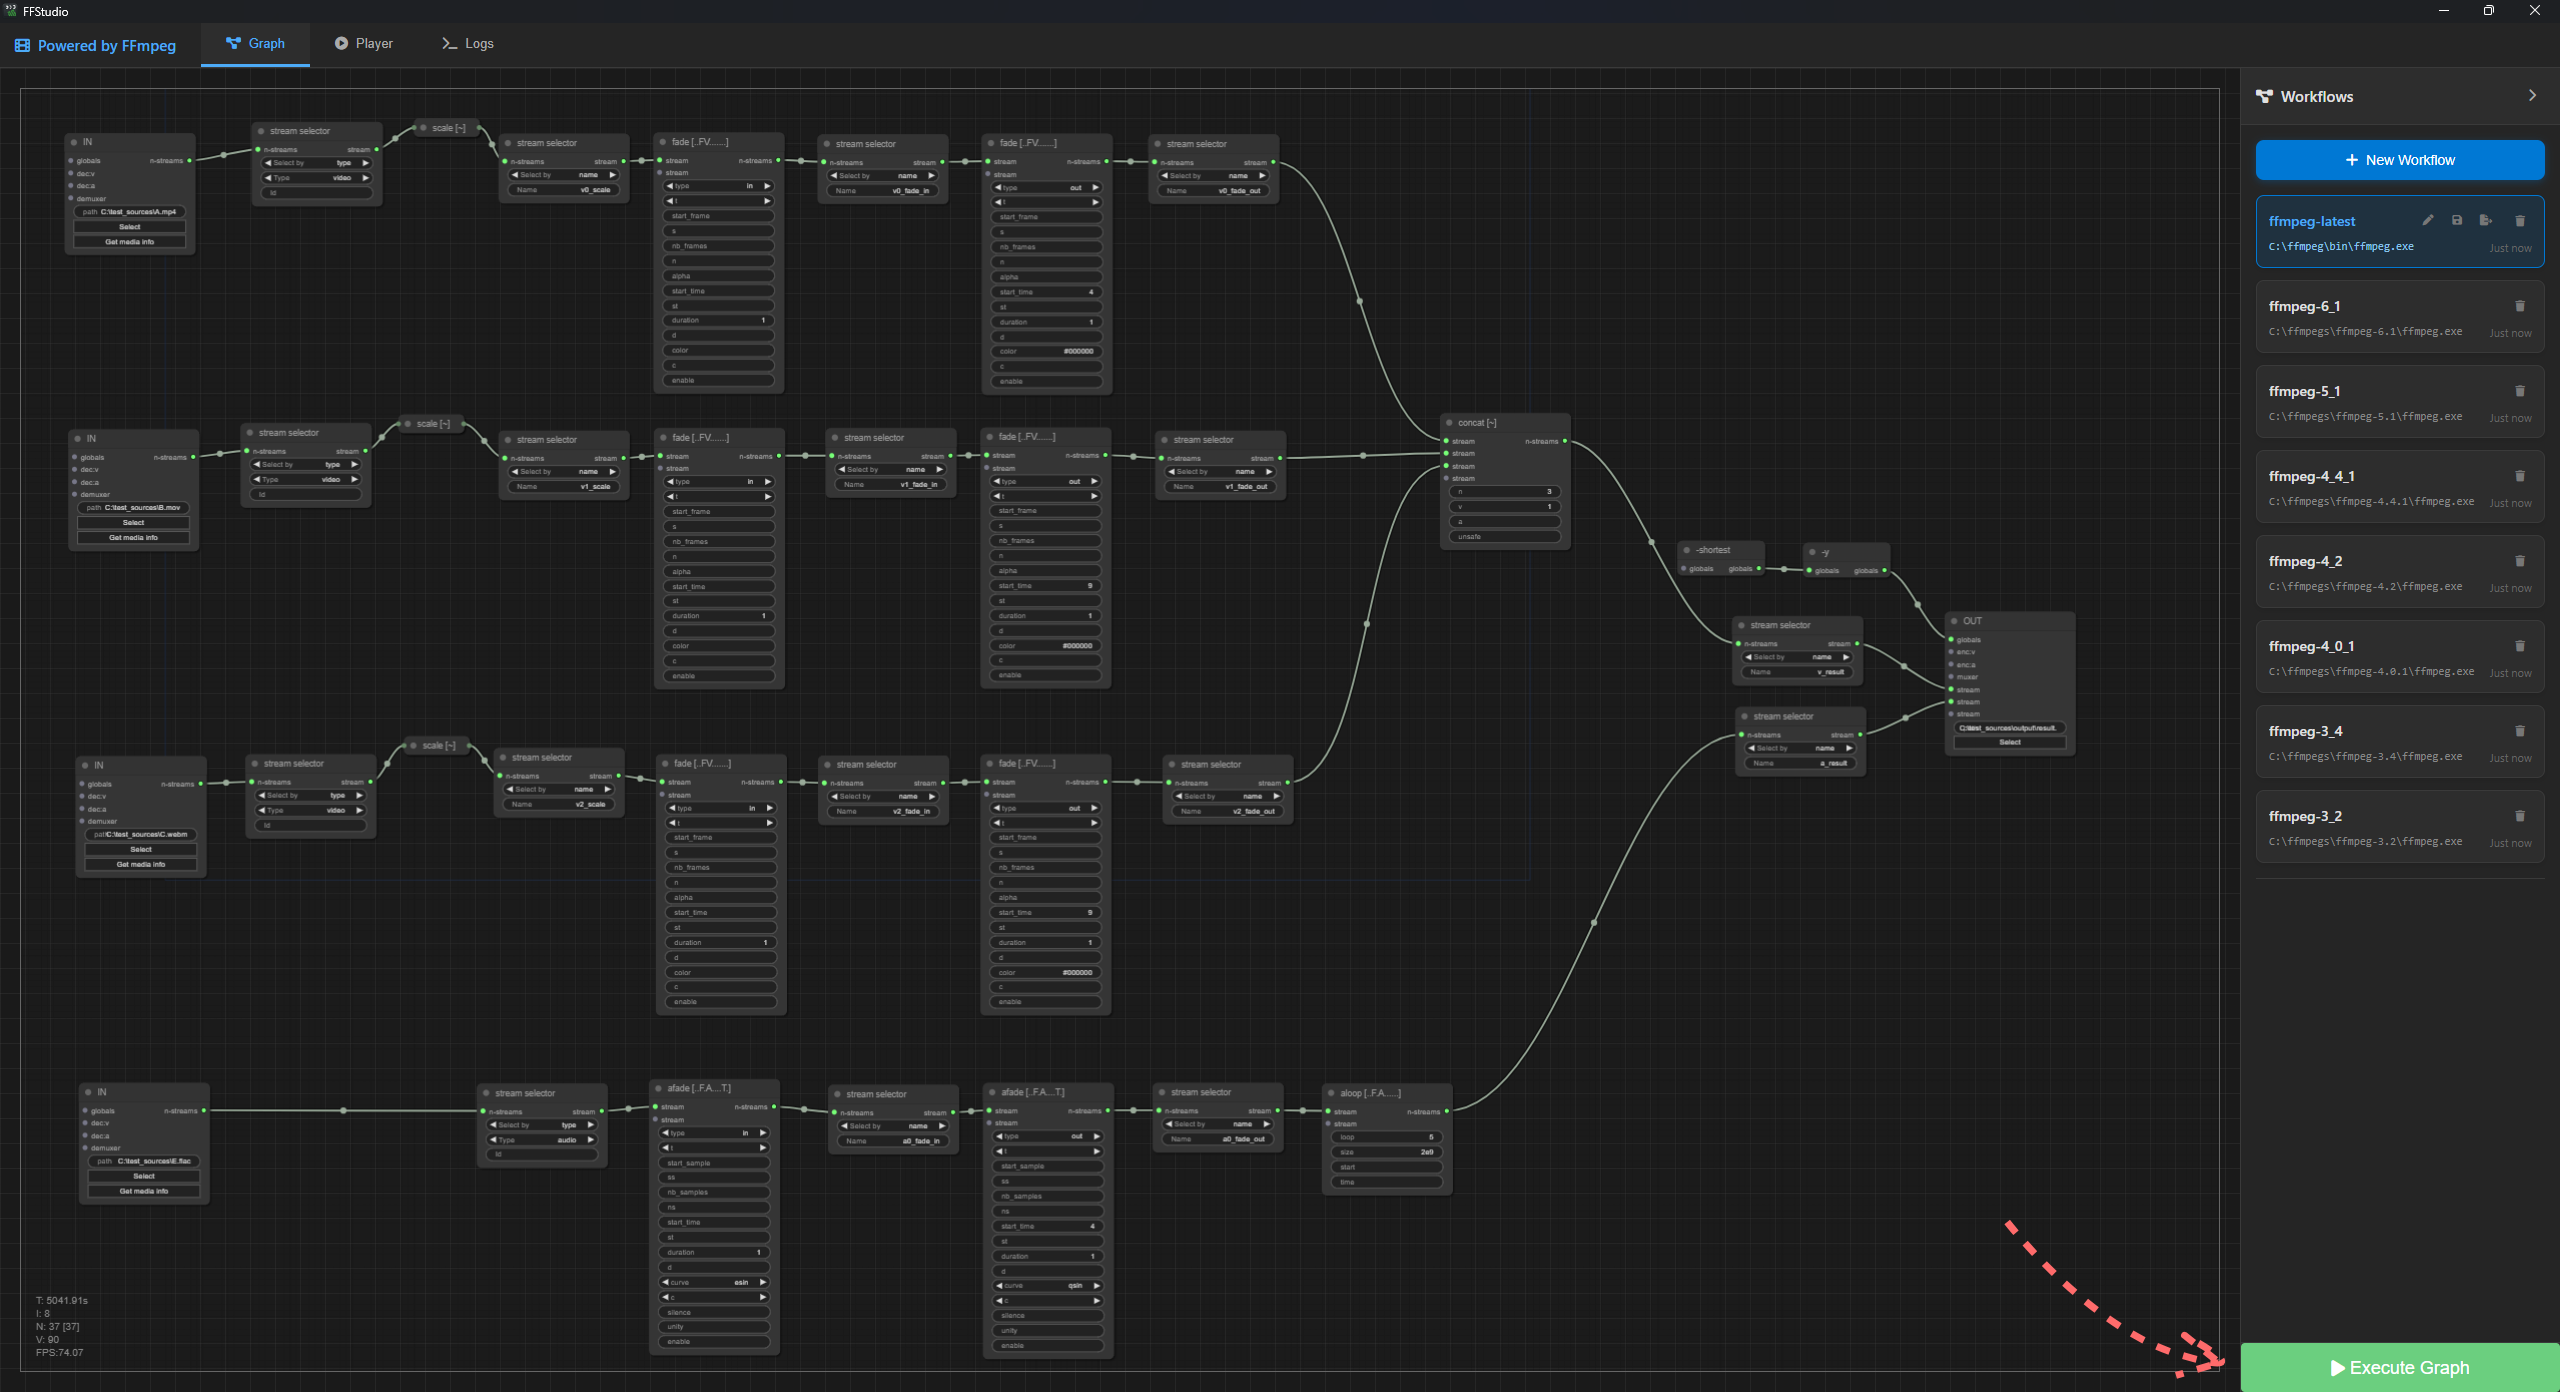 FFStudio
Powered by FFmpeg
Graph
Player
Logs
IN
globals n-streams
dec:v
dec:a
demuxer
path C:\test_sources\A.mp4
Select
Get media info
stream selector
n-streams stream
Select by type
Type video
Id
scale [~]
stream selector
n-streams stream
Select by name
Name v0_scale
fade [..FV......]
stream n-streams
stream
type in
t
start_frame
s
nb_frames
n
alpha
start_time
st
duration 1
d
color
c
enable
stream selector
n-streams stream
Select by name
Name v0_fade_in
fade [..FV......]
stream n-streams
stream
type out
t
start_frame
s
nb_frames
n
alpha
start_time 4
st
duration 1
d
color #000000
c
enable
stream selector
n-streams stream
Select by name
Name v0_fade_out
IN
globals n-streams
dec:v
dec:a
demuxer
path C:\test_sources\B.mov
Select
Get media info
stream selector
n-streams stream
Select by type
Type video
Id
scale [~]
stream selector
n-streams stream
Select by name
Name v1_scale
fade [..FV......]
stream n-streams
stream
type in
t
start_frame
s
nb_frames
n
alpha
start_time
st
duration 1
d
color
c
enable
stream selector
n-streams stream
Select by name
Name v1_fade_in
fade [..FV......]
stream n-streams
stream
type out
t
start_frame
s
nb_frames
n
alpha
start_time 9
st
duration 1
d
color #000000
c
enable
stream selector
n-streams stream
Select by name
Name v1_fade_out
concat [~]
stream n-streams
stream
stream
stream
n 3
v 1
a
unsafe
-shortest
globals globals
-y
globals globals
stream selector
n-streams stream
Select by name
Name v_result
stream selector
n-streams stream
Select by name
Name a_result
OUT
globals
enc:v
enc:a
muxer
stream
stream
stream
C:\test_sources\output\result.
Select
IN
globals n-streams
dec:v
dec:a
demuxer
path C:\test_sources\C.webm
Select
Get media info
stream selector
n-streams stream
Select by type
Type video
Id
scale [~]
stream selector
n-streams stream
Select by name
Name v2_scale
fade [..FV......]
stream n-streams
stream
type in
t
start_frame
s
nb_frames
n
alpha
start_time
st
duration 1
d
color
c
enable
stream selector
n-streams stream
Select by name
Name v2_fade_in
fade [..FV......]
stream n-streams
stream
type out
t
start_frame
s
nb_frames
n
alpha
start_time 9
st
duration 1
d
color #000000
c
enable
stream selector
n-streams stream
Select by name
Name v2_fade_out
IN
globals n-streams
dec:v
dec:a
demuxer
path C:\test_sources\E.flac
Select
Get media info
stream selector
n-streams stream
Select by type
Type audio
Id
afade [..F.A....T.]
stream n-streams
stream
type in
t
start_sample
ss
nb_samples
ns
start_time
st
duration 1
d
curve esin
c
silence
unity
enable
stream selector
n-streams stream
Select by name
Name a0_fade_in
afade [..F.A....T.]
stream n-streams
stream
type out
t
start_sample
ss
nb_samples
ns
start_time 4
st
duration 1
d
curve qsin
c
silence
unity
enable
stream selector
n-streams stream
Select by name
Name a0_fade_out
aloop [..F.A......]
stream n-streams
stream
loop 5
size 2e9
start
time
T: 5041.91s
I: 8
N: 37 [37]
V: 90
FPS:74.07
Workflows
+ New Workflow
ffmpeg-latest
C:\ffmpeg\bin\ffmpeg.exe Just now
ffmpeg-6_1
C:\ffmpegs\ffmpeg-6.1\ffmpeg.exe Just now
ffmpeg-5_1
C:\ffmpegs\ffmpeg-5.1\ffmpeg.exe Just now
ffmpeg-4_4_1
C:\ffmpegs\ffmpeg-4.4.1\ffmpeg.exe Just now
ffmpeg-4_2
C:\ffmpegs\ffmpeg-4.2\ffmpeg.exe Just now
ffmpeg-4_0_1
C:\ffmpegs\ffmpeg-4.0.1\ffmpeg.exe Just now
ffmpeg-3_4
C:\ffmpegs\ffmpeg-3.4\ffmpeg.exe Just now
ffmpeg-3_2
C:\ffmpegs\ffmpeg-3.2\ffmpeg.exe Just now
Execute Graph